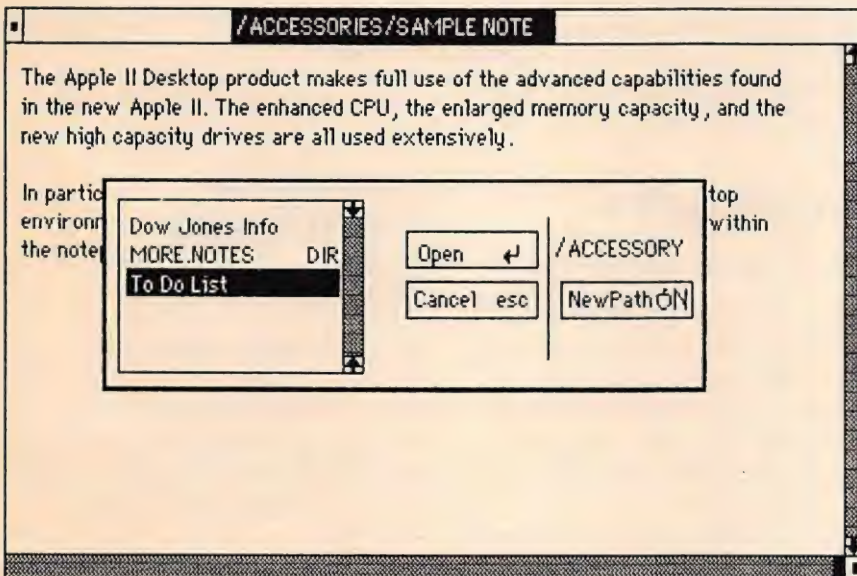 /ACCESSORIES/SAMPLE NOTE
The Apple II Desktop product makes full use of the advanced capabilities found
in the new Apple II. The enhanced CPU, the enlarged memory capacity, and the
new high capacity drives are all used extensively.
In partic top
environm within
the note
Dow Jones Info
MORE.NOTES DIR
To Do List
Open ↵
Cancel esc
/ACCESSORY
NewPath N